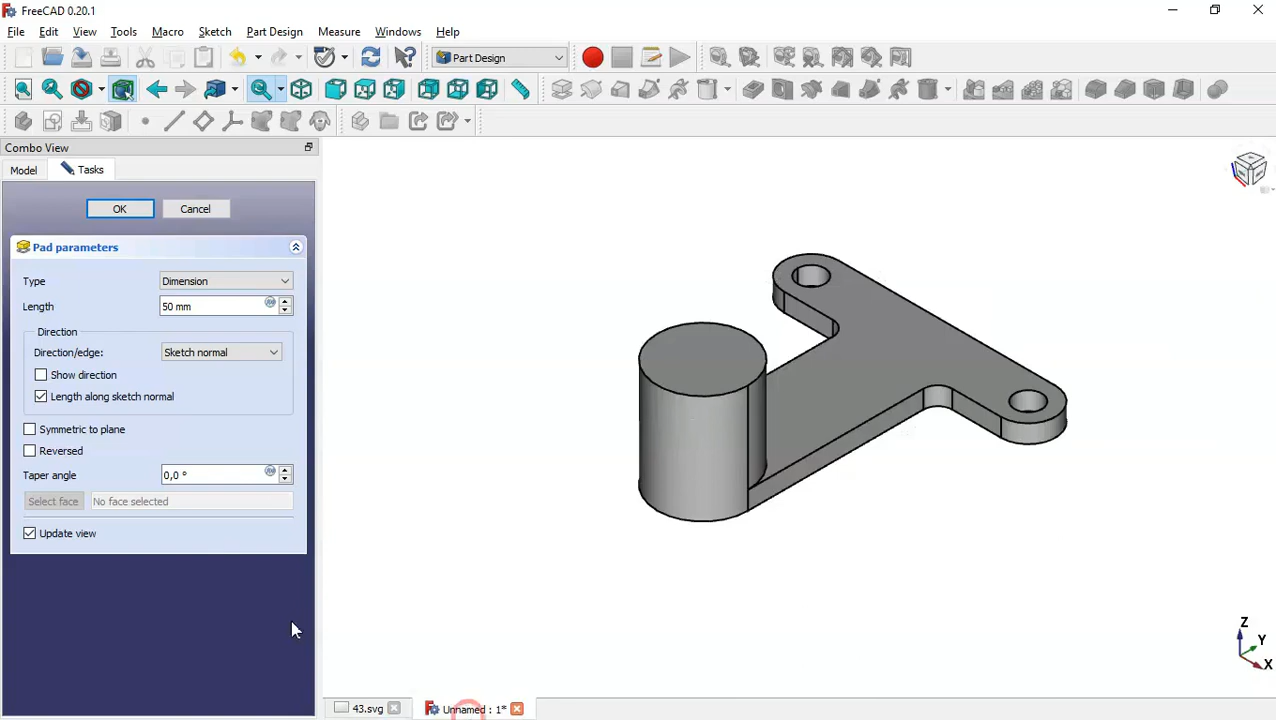 FreeCAD 0.20.1
File Edit View Tools Macro Sketch Part Design Measure Windows Help
Part Design
Combo View
Model Tasks
OK Cancel
Pad parameters
Type Dimension
Length 50 mm
Direction
Direction/edge: Sketch normal
Show direction
Length along sketch normal
Symmetric to plane
Reversed
Taper angle 0,0 °
Select face No face selected
Update view
Z
Y
X
43.svg Unnamed : 1*